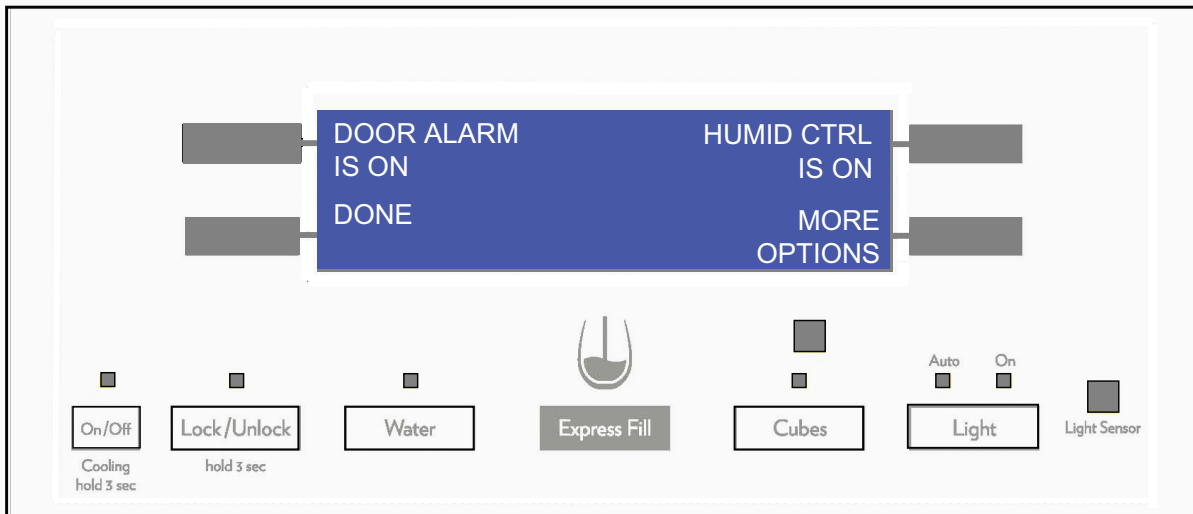 DOOR ALARM
IS ON
HUMID CTRL
IS ON
DONE
MORE
OPTIONS
Auto
On
On/Off
Lock/Unlock
Water
Express Fill
Cubes
Light
Light Sensor
Cooling
hold 3 sec
hold 3 sec